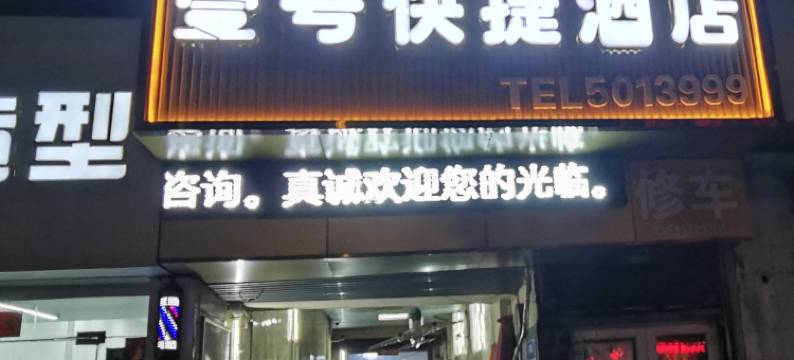 壹号快捷酒店
TEL5013999
型
咨询。真诚欢迎您的光临。
修车